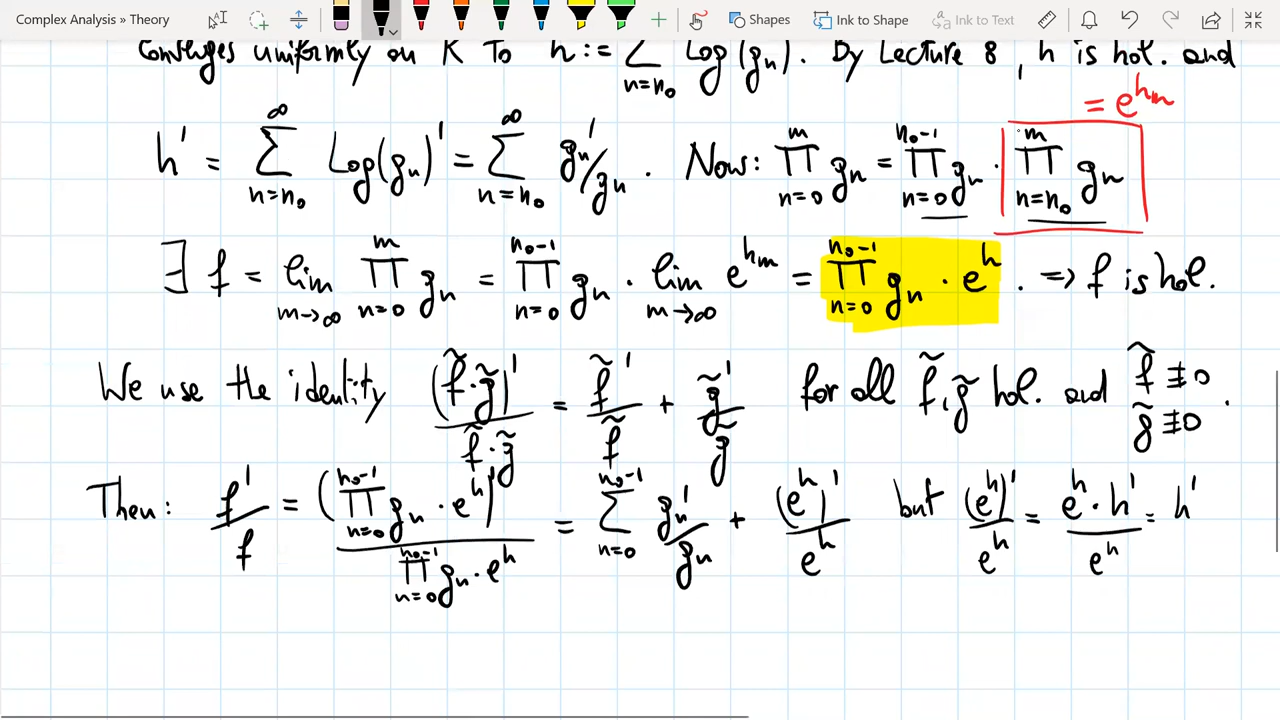 Complex Analysis » Theory
Shapes Ink to Shape Ink to Text
Converges uniformly on K to h := ∑_{n=n₀} Log(gₙ). By Lecture 8, h is hol. and
= e^{hₘ}
h' = ∑_{n=n₀}^{∞} Log(gₙ)' = ∑_{n=n₀}^{∞} gₙ'/gₙ . Now: ∏_{n=0}^{m} gₙ = ∏_{n=0}^{n₀-1} gₙ · ∏_{n=n₀}^{m} gₙ
∃ f = lim_{m→∞} ∏_{n=0}^{m} gₙ = ∏_{n=0}^{n₀-1} gₙ · lim_{m→∞} e^{hₘ} = ∏_{n=0}^{n₀-1} gₙ · e^h . ⇒ f is hol.
We use the identity (f̃·g̃)'/(f̃·g̃) = f̃'/f̃ + g̃'/g̃ for all f̃, g̃ hol. and f̃ ≢ 0 g̃ ≢ 0 .
Then: f'/f = (∏_{n=0}^{n₀-1} gₙ · e^h)'/(∏_{n=0}^{n₀-1} gₙ · e^h) = ∑_{n=0}^{n₀-1} gₙ'/gₙ + (e^h)'/e^h but (e^h)'/e^h = e^h · h'/e^h = h'